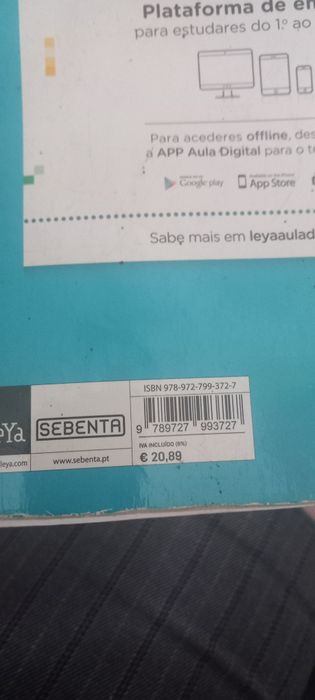 Plataforma de en
para estudares do 1.º ao
Para acederes offline, des
a APP Aula Digital para o t
Google play
App Store
Sabe mais em leyaaulad
ISBN 978-972-799-372-7
eYa
SEBENTA
9 789727 993727
IVA INCLUÍDO (6%)
leya.com
www.sebenta.pt
€ 20,89